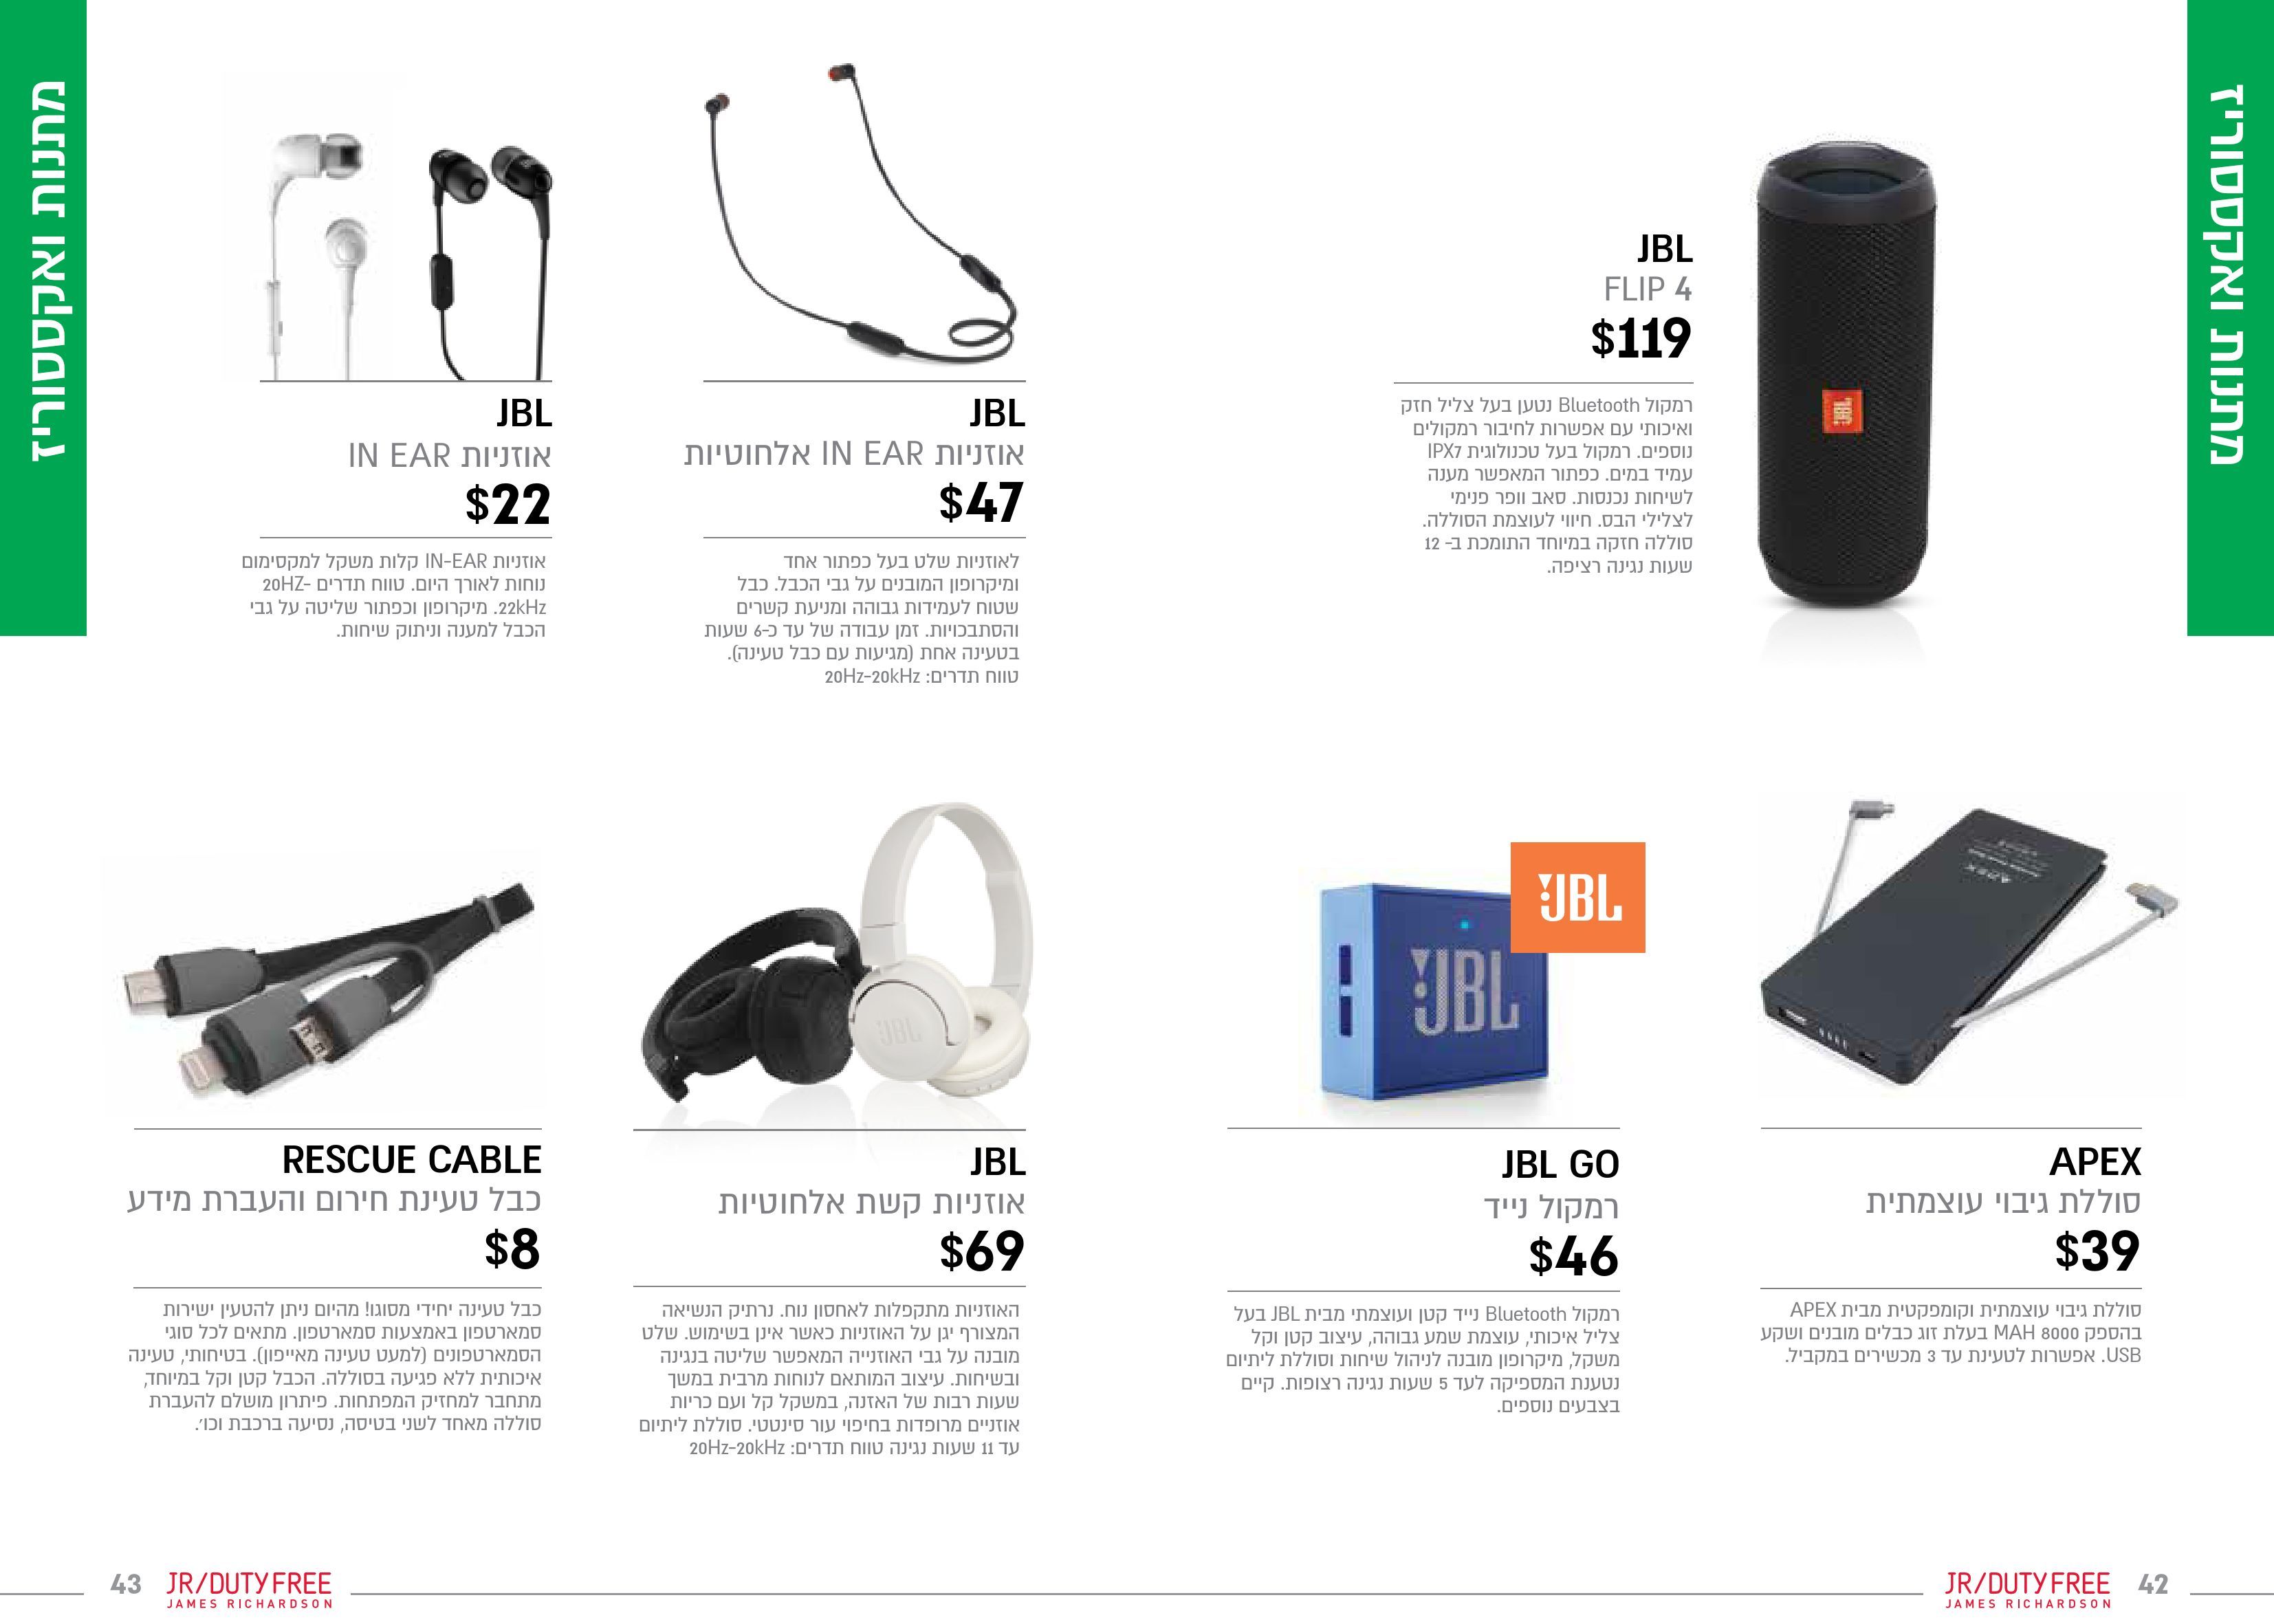 מתנות ואקססוריז
JBL
FLIP 4
$119
רמקול Bluetooth נטען בעל צליל חזק
ואיכותי עם אפשרות לחיבור רמקולים
נוספים. רמקול בעל טכנולוגית IPX7
עמיד במים. כפתור המאפשר מענה
לשיחות נכנסות. סאב וופר פנימי
לצלילי הבס. חיווי לעוצמת הסוללה.
סוללה חזקה במיוחד התומכת ב- 12
שעות נגינה רציפה.
JBL
APEX
APEX
סוללת גיבוי עוצמתית
$39
סוללת גיבוי עוצמתית וקומפקטית מבית APEX
בהספק 8000 MAH בעלת זוג כבלים מובנים ושקע
USB. אפשרות לטעינת עד 3 מכשירים במקביל.
JBL
JBL
JBL GO
רמקול נייד
$46
רמקול Bluetooth נייד קטן ועוצמתי מבית JBL בעל
צליל איכותי, עוצמת שמע גבוהה, עיצוב קטן וקל
משקל, מיקרופון מובנה לניהול שיחות וסוללת ליתיום
נטענת המספיקה לעד 5 שעות נגינה רצופות. קיים
בצבעים נוספים.
42
JR/DUTY FREE
JAMES RICHARDSON
JBL
אוזניות IN EAR אלחוטיות
$47
לאוזניות שלט בעל כפתור אחד
ומיקרופון המובנים על גבי הכבל. כבל
שטוח לעמידות גבוהה ומניעת קשרים
והסתבכויות. זמן עבודה של עד כ-6 שעות
בטעינה אחת (מגיעות עם כבל טעינה).
טווח תדרים: 20Hz-20kHz
JBL
אוזניות IN EAR
$22
אוזניות IN-EAR קלות משקל למקסימום
נוחות לאורך היום. טווח תדרים 20HZ-
22kHz. מיקרופון וכפתור שליטה על גבי
הכבל למענה וניתוק שיחות.
מתנות ואקססוריז
JBL
JBL
אוזניות קשת אלחוטיות
$69
האוזניות מתקפלות לאחסון נוח. נרתיק הנשיאה
המצורף יגן על האוזניות כאשר אינן בשימוש. שלט
מובנה על גבי האוזנייה המאפשר שליטה בנגינה
ובשיחות. עיצוב המותאם לנוחות מרבית במשך
שעות רבות של האזנה, במשקל קל ועם כריות
אוזניים מרופדות בחיפוי עור סינטטי. סוללת ליתיום
עד 11 שעות נגינה טווח תדרים: 20Hz-20kHz
RESCUE CABLE
כבל טעינת חירום והעברת מידע
$8
כבל טעינה יחידי מסוגו! מהיום ניתן להטעין ישירות
סמארטפון באמצעות סמארטפון. מתאים לכל סוגי
הסמארטפונים (למעט טעינה מאייפון). בטיחותי, טעינה
איכותית ללא פגיעה בסוללה. הכבל קטן וקל במיוחד,
מתחבר למחזיק המפתחות. פיתרון מושלם להעברת
סוללה מאחד לשני בטיסה, נסיעה ברכבת וכו'.
43
JR/DUTY FREE
JAMES RICHARDSON